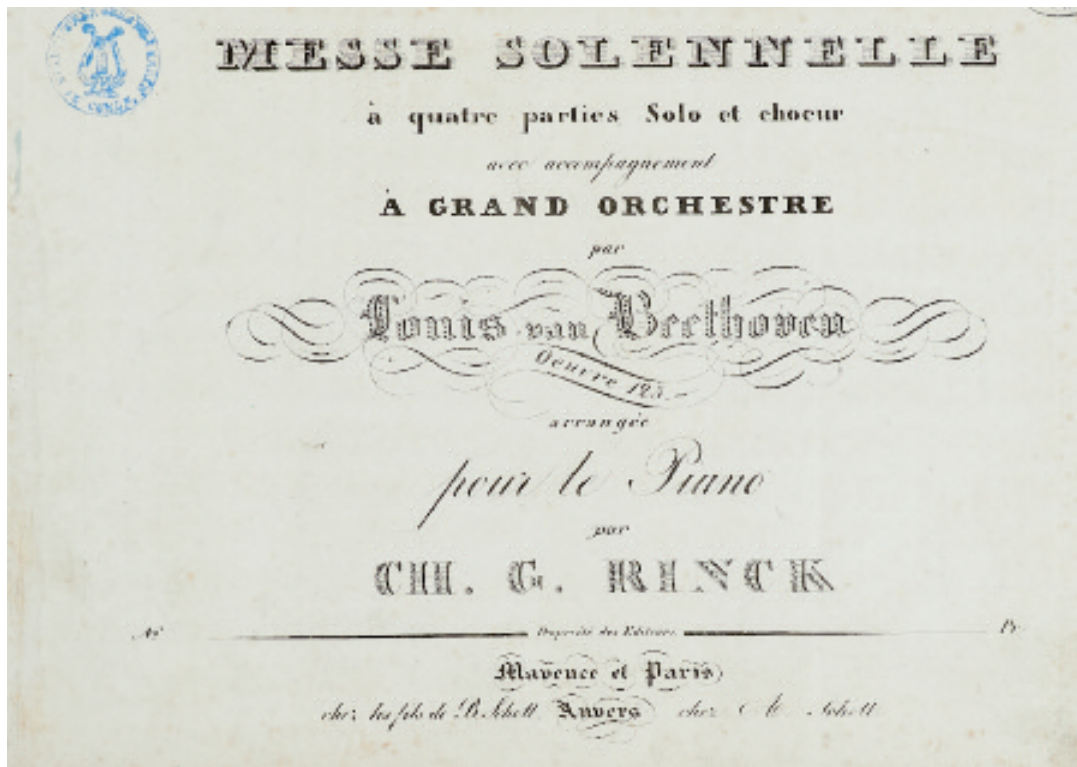 MESSE SOLENNELLE
à quatre parties Solo et choeur
avec accompagnement
À GRAND ORCHESTRE
par
Louis van Beethoven
Oeuvre 123.
arrangée
pour le Piano
par
CH. G. RINCK
No Propriété des Editeurs. Pr
Mayence et Paris
chez les fils de B. Schott Anvers chez A. Schott